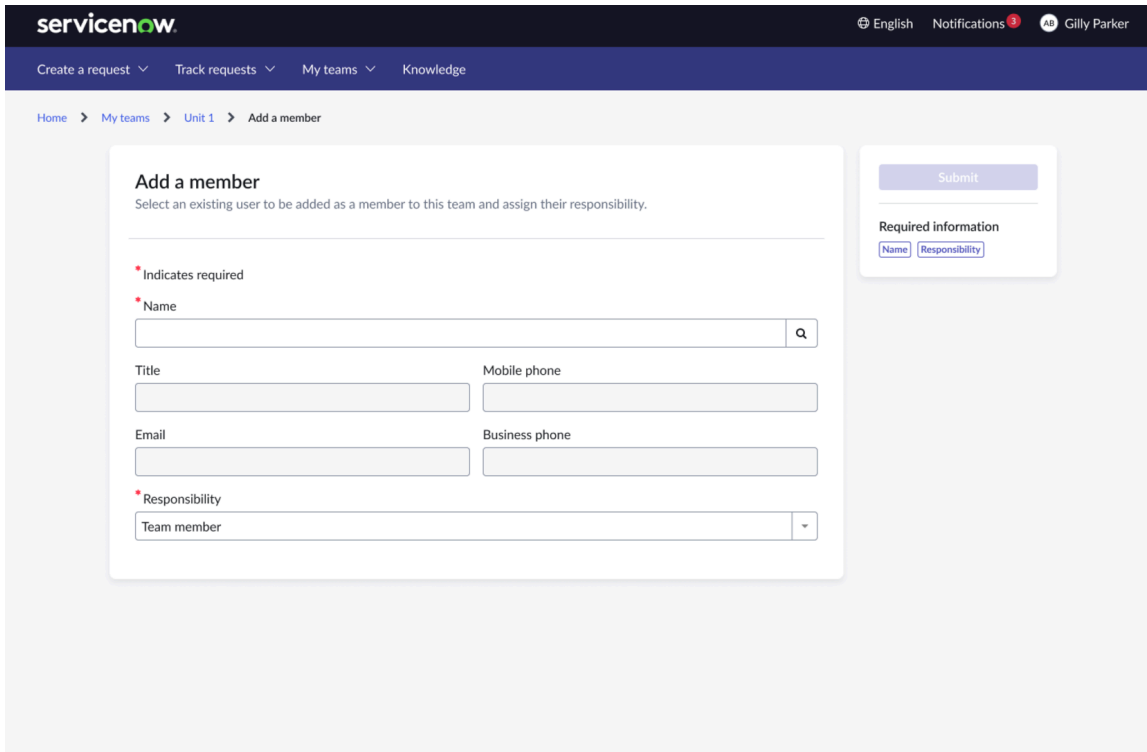 servicenow.
English Notifications 3 AB Gilly Parker
Create a request Track requests My teams Knowledge
Home > My teams > Unit 1 > Add a member
Add a member
Select an existing user to be added as a member to this team and assign their responsibility.
* Indicates required
* Name
Title Mobile phone
Email Business phone
* Responsibility
Team member
Submit
Required information
Name Responsibility